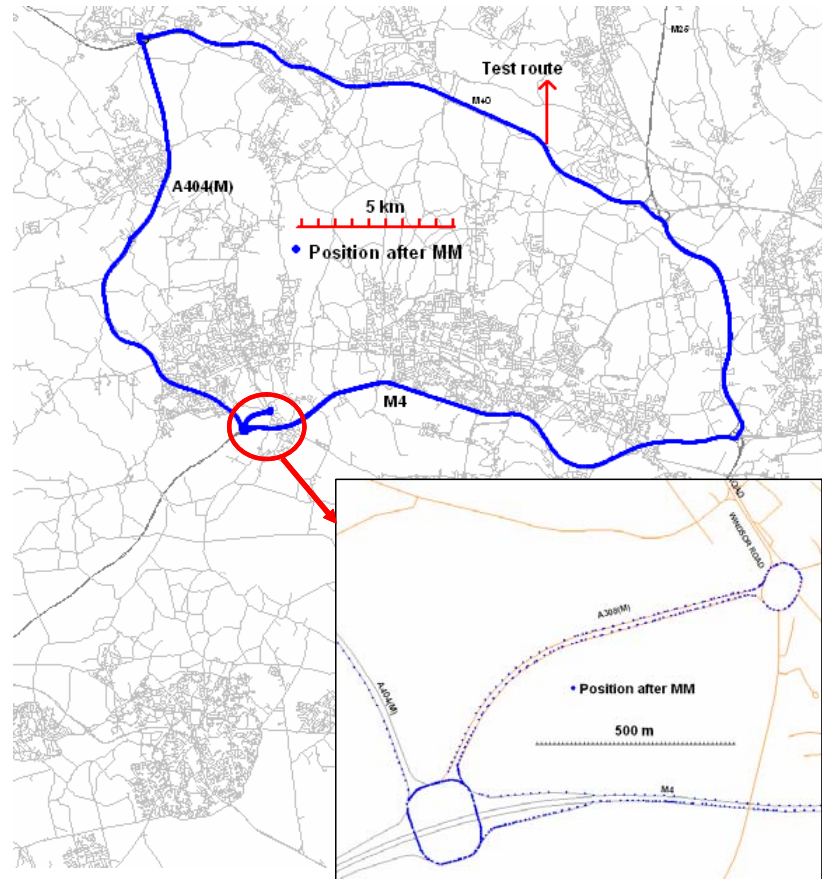 M25
Test route
M40
A404(M)
5 km
Position after MM
M4
ROAD
WINDSOR ROAD
A308(M)
A404(M)
Position after MM
500 m
M4